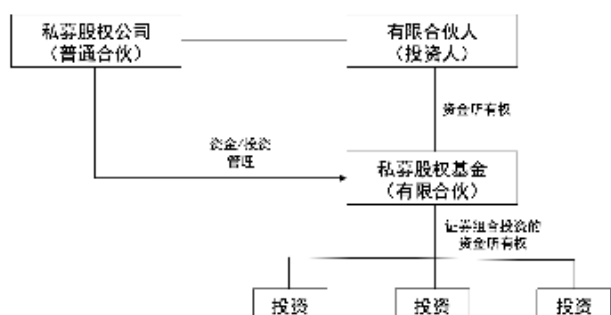 私募股权公司
（普通合伙）
有限合伙人
（投资人）
资金所有权
资金/投资
管理
私募股权基金
（有限合伙）
证券组合投资的
资金所有权
投资
投资
投资